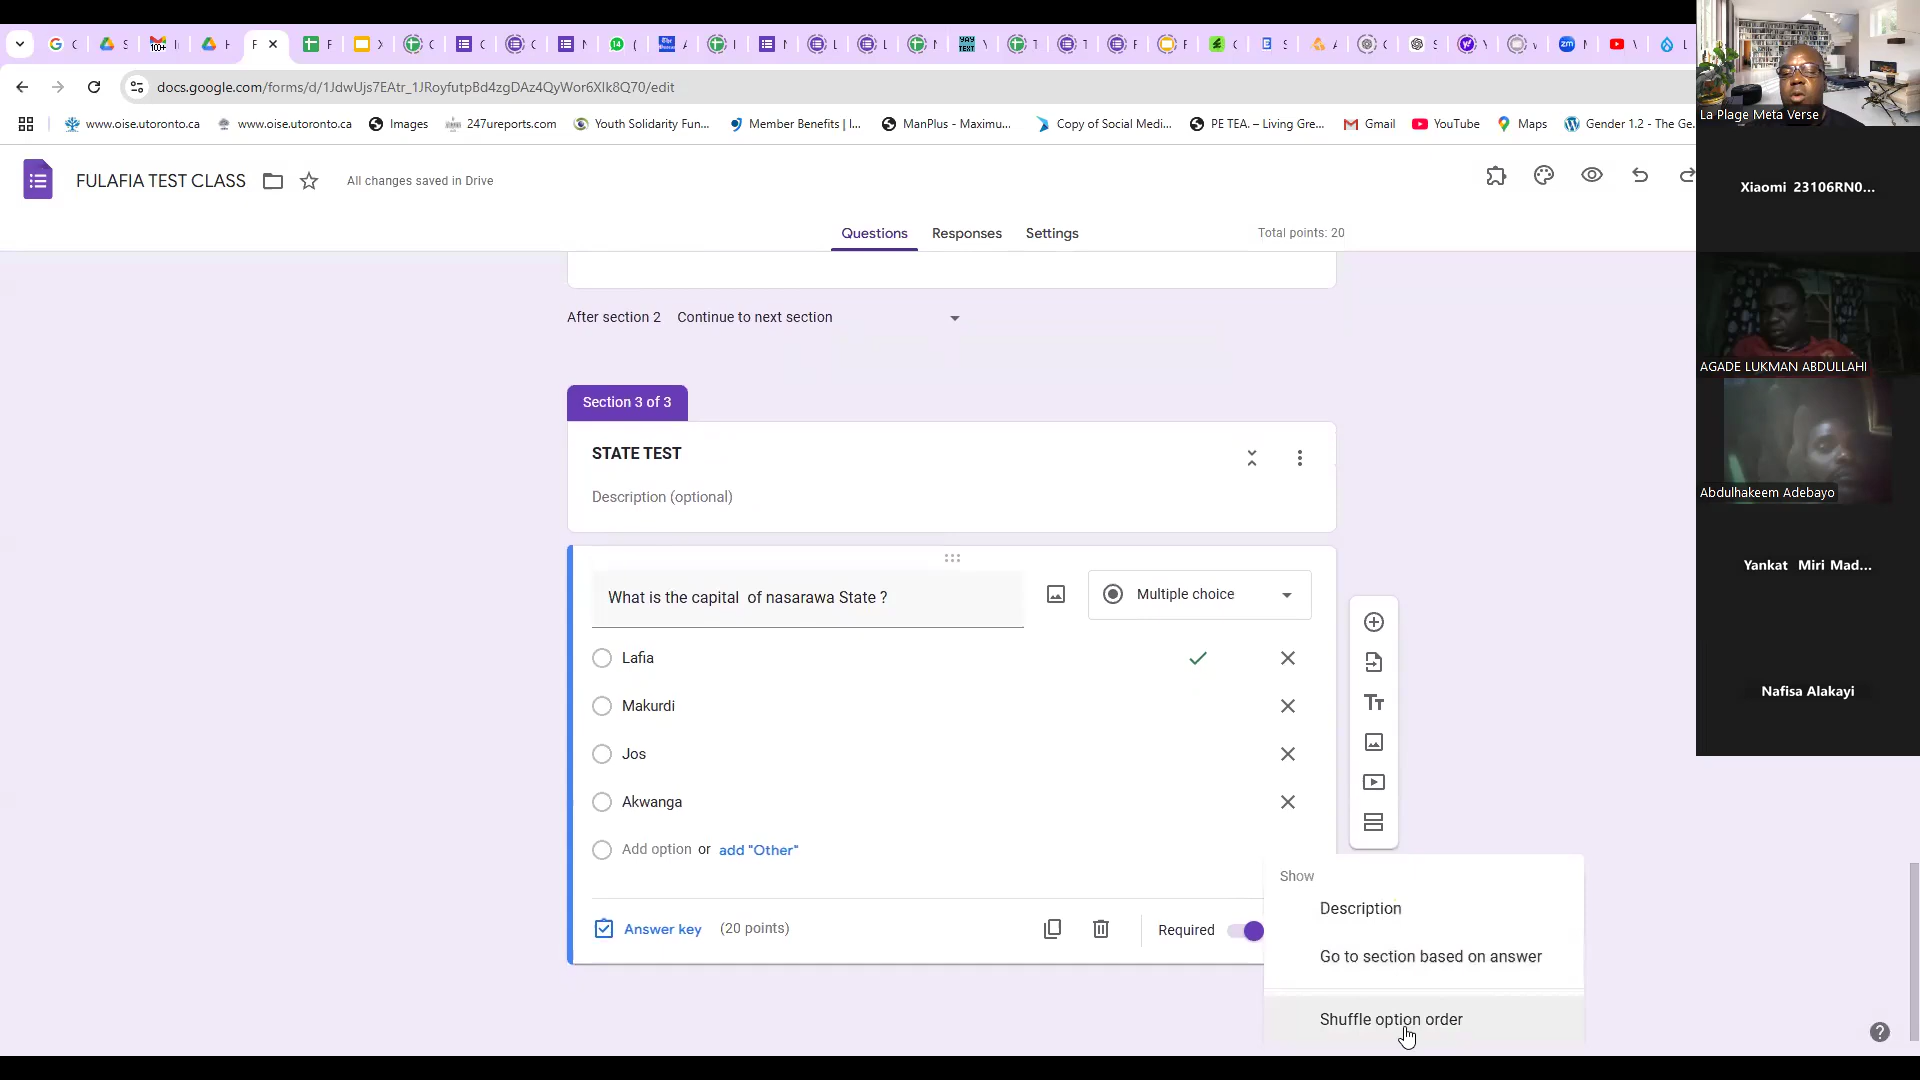 docs.google.com/forms/d/1JdwUjs7EAtr_1JRoyfutpBd4zgDAz4QyWor6XIk8Q70/edit
www.oise.utoronto.ca
www.oise.utoronto.ca
Images
247ureports.com
Youth Solidarity Fun...
Member Benefits | I...
ManPlus - Maximu...
Copy of Social Medi...
PE TEA. – Living Gre...
Gmail
YouTube
Maps
Gender 1.2 - The Ge.
La Plage Meta Verse
FULAFIA TEST CLASS
All changes saved in Drive
Xiaomi 23106RN0...
Questions
Responses
Settings
Total points: 20
After section 2 Continue to next section
AGADE LUKMAN ABDULLAHI
Section 3 of 3
STATE TEST
Description (optional)
Abdulhakeem Adebayo
What is the capital  of nasarawa State ?
Multiple choice
Yankat Miri Mad...
Lafia
Makurdi
Nafisa Alakayi
Jos
Akwanga
Add option or add "Other"
Answer key (20 points)
Required
Show
Description
Go to section based on answer
Shuffle option order